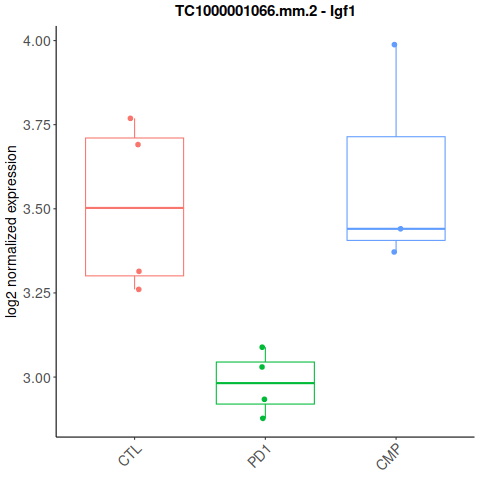 TC1000001066.mm.2 - Igf1
log2 normalized expression
4.00
3.75
3.50
3.25
3.00
CTL
PD1
CMP